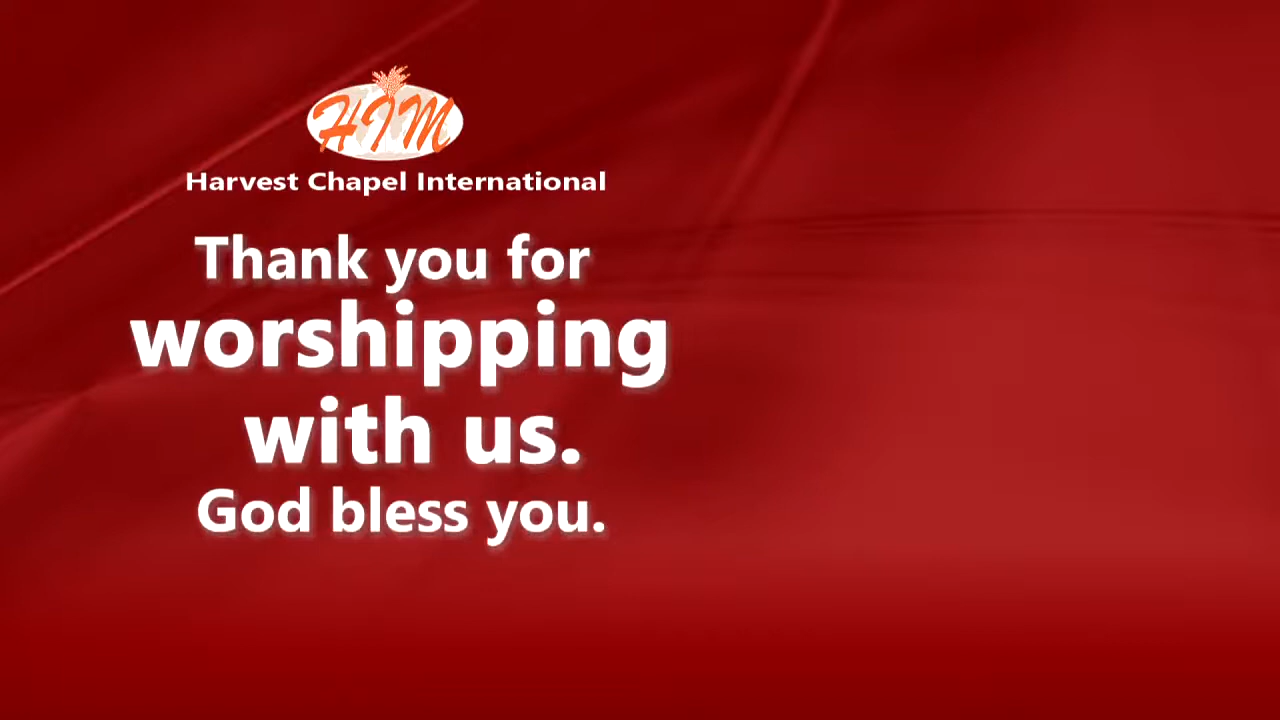 HIM
Harvest Chapel International
Thank you for
worshipping
with us.
God bless you.